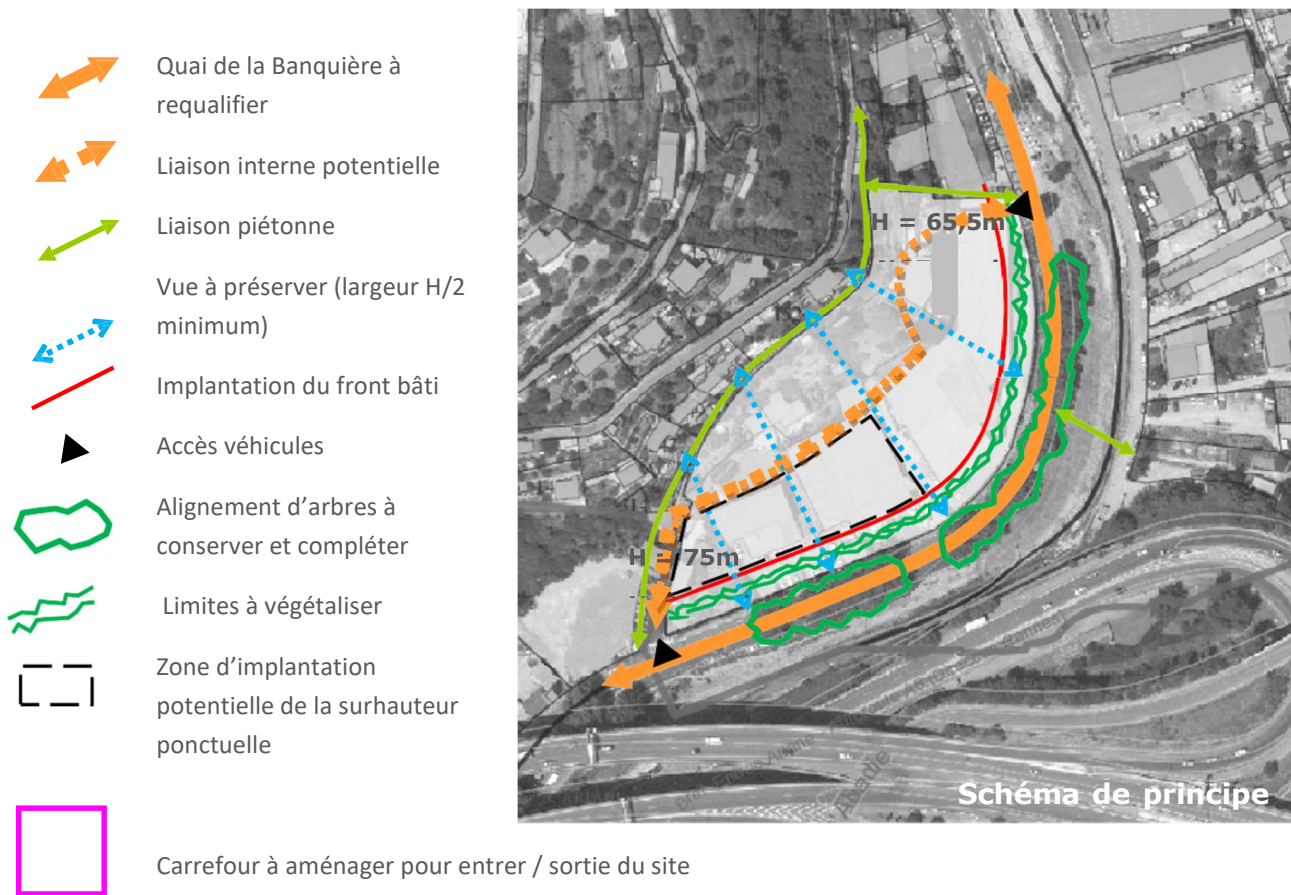 Quai de la Banquière à
requalifier
Liaison interne potentielle
Liaison piétonne
Vue à préserver (largeur H/2
minimum)
Implantation du front bâti
Accès véhicules
Alignement d’arbres à
conserver et compléter
Limites à végétaliser
Zone d’implantation
potentielle de la surhauteur
ponctuelle
Carrefour à aménager pour entrer / sortie du site
H = 65,5m
H = 75m
Schéma de principe